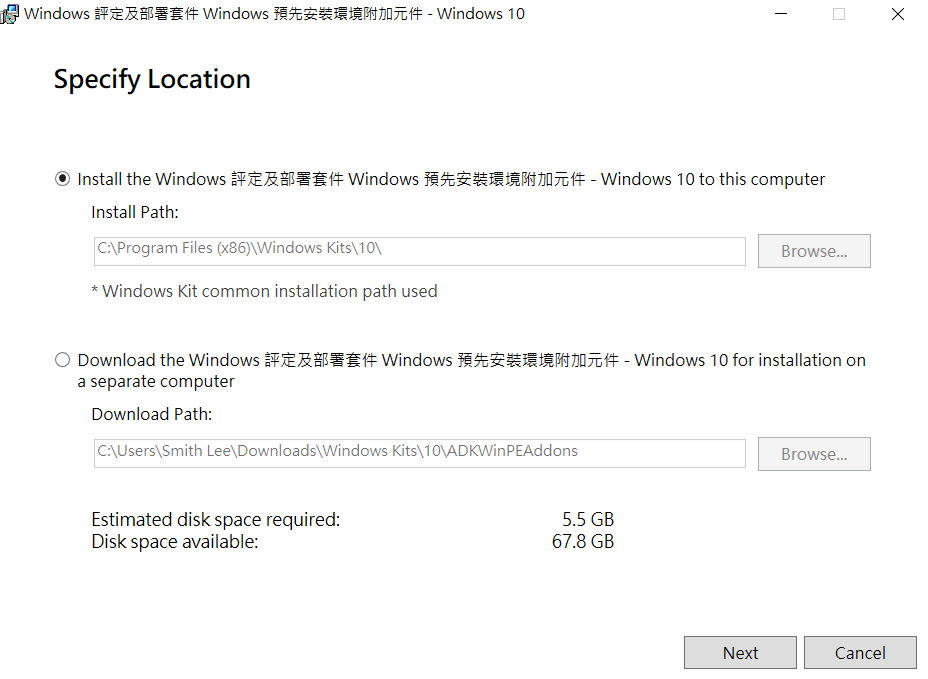 Windows 評定及部署套件 Windows 預先安裝環境附加元件 - Windows 10
Specify Location
Install the Windows 評定及部署套件 Windows 預先安裝環境附加元件 - Windows 10 to this computer
Install Path:
C:\Program Files (x86)\Windows Kits\10\
Browse...
* Windows Kit common installation path used
Download the Windows 評定及部署套件 Windows 預先安裝環境附加元件 - Windows 10 for installation on
a separate computer
Download Path:
C:\Users\Smith Lee\Downloads\Windows Kits\10\ADKWinPEAddons
Browse...
Estimated disk space required: 5.5 GB
Disk space available: 67.8 GB
Next Cancel